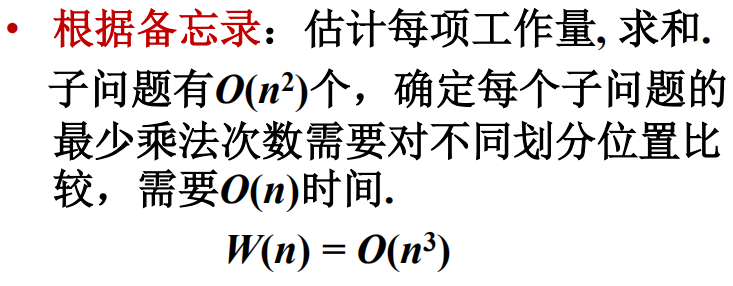 • 根据备忘录：估计每项工作量, 求和.
子问题有O(n²)个，确定每个子问题的
最少乘法次数需要对不同划分位置比
较，需要O(n)时间.
W(n) = O(n³)